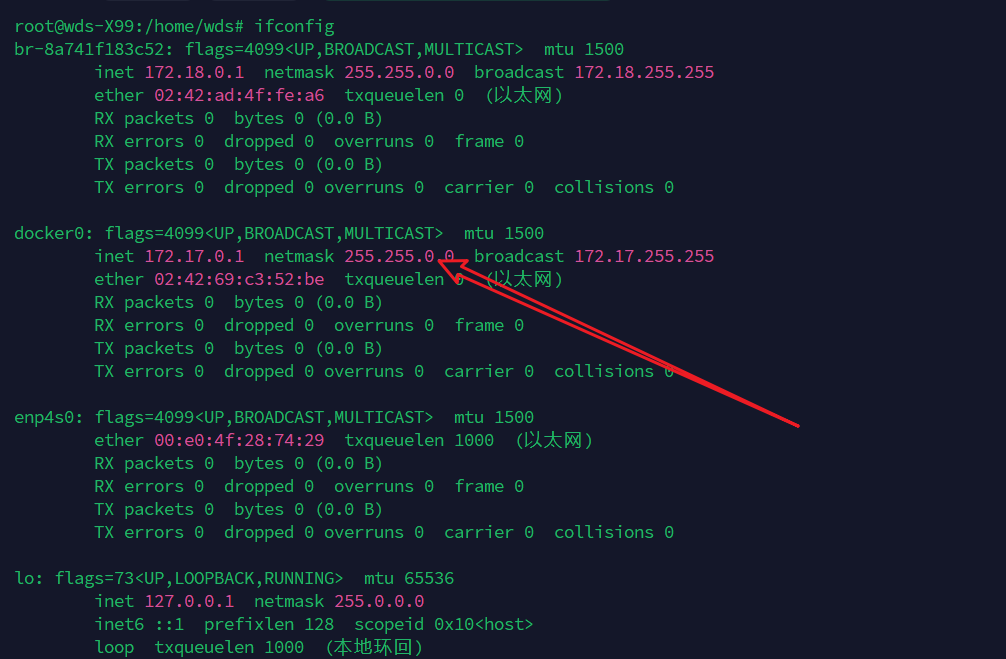 root@wds-X99:/home/wds# ifconfig
br-8a741f183c52: flags=4099<UP,BROADCAST,MULTICAST>  mtu 1500
inet 172.18.0.1  netmask 255.255.0.0  broadcast 172.18.255.255
ether 02:42:ad:4f:fe:a6  txqueuelen 0  (以太网)
RX packets 0  bytes 0 (0.0 B)
RX errors 0  dropped 0  overruns 0  frame 0
TX packets 0  bytes 0 (0.0 B)
TX errors 0  dropped 0 overruns 0  carrier 0  collisions 0
docker0: flags=4099<UP,BROADCAST,MULTICAST>  mtu 1500
inet 172.17.0.1  netmask 255.255.0.0  broadcast 172.17.255.255
ether 02:42:69:c3:52:be  txqueuelen 0  (以太网)
RX packets 0  bytes 0 (0.0 B)
RX errors 0  dropped 0  overruns 0  frame 0
TX packets 0  bytes 0 (0.0 B)
TX errors 0  dropped 0 overruns 0  carrier 0  collisions 0
enp4s0: flags=4099<UP,BROADCAST,MULTICAST>  mtu 1500
ether 00:e0:4f:28:74:29  txqueuelen 1000  (以太网)
RX packets 0  bytes 0 (0.0 B)
RX errors 0  dropped 0  overruns 0  frame 0
TX packets 0  bytes 0 (0.0 B)
TX errors 0  dropped 0 overruns 0  carrier 0  collisions 0
lo: flags=73<UP,LOOPBACK,RUNNING>  mtu 65536
inet 127.0.0.1  netmask 255.0.0.0
inet6 ::1  prefixlen 128  scopeid 0x10<host>
loop  txqueuelen 1000  (本地环回)